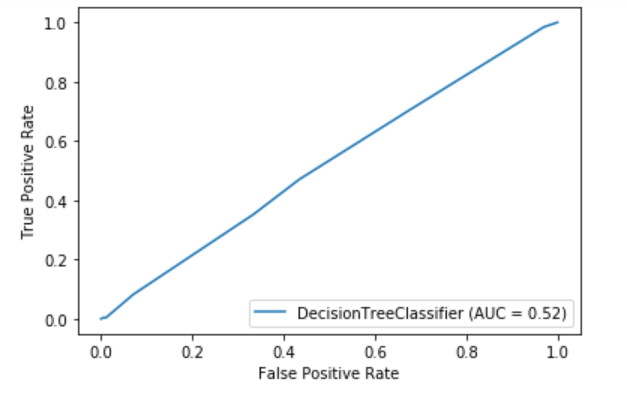 1.0
0.8
0.6
0.4
0.2
0.0
True Positive Rate
DecisionTreeClassifier (AUC = 0.52)
0.0 0.2 0.4 0.6 0.8 1.0
False Positive Rate